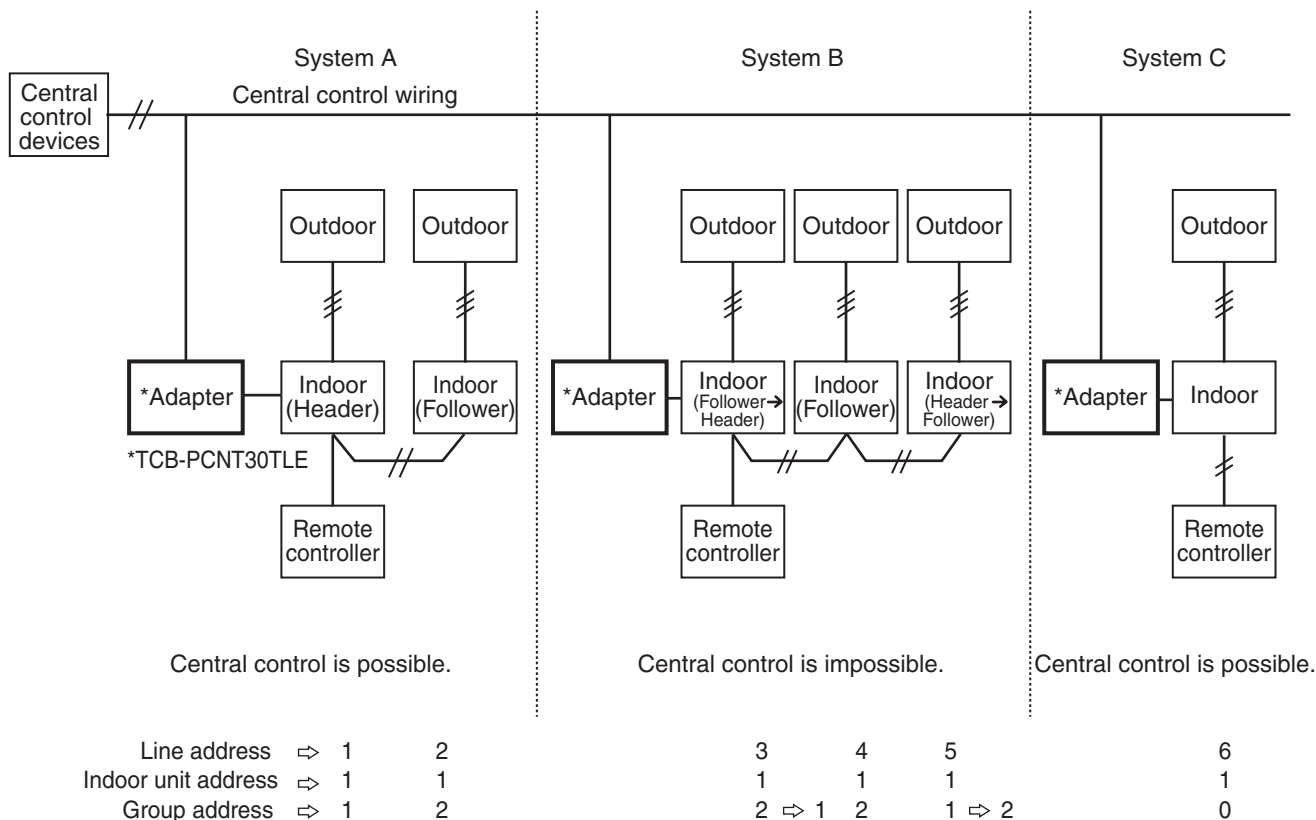 System A
System B
System C
Central
control
devices
Central control wiring
Outdoor
Outdoor
Outdoor
Outdoor
Outdoor
Outdoor
*Adapter
Indoor
(Header)
Indoor
(Follower)
*Adapter
Indoor
(Follower→
Header)
Indoor
(Follower)
Indoor
(Header →
Follower)
*Adapter
Indoor
*TCB-PCNT30TLE
Remote
controller
Remote
controller
Remote
controller
Central control is possible.
Central control is impossible.
Central control is possible.
Line address ⇨ 1 2 3 4 5 6
Indoor unit address ⇨ 1 1 1 1 1 1
Group address ⇨ 1 2 2 ⇨ 1 2 1 ⇨ 2 0